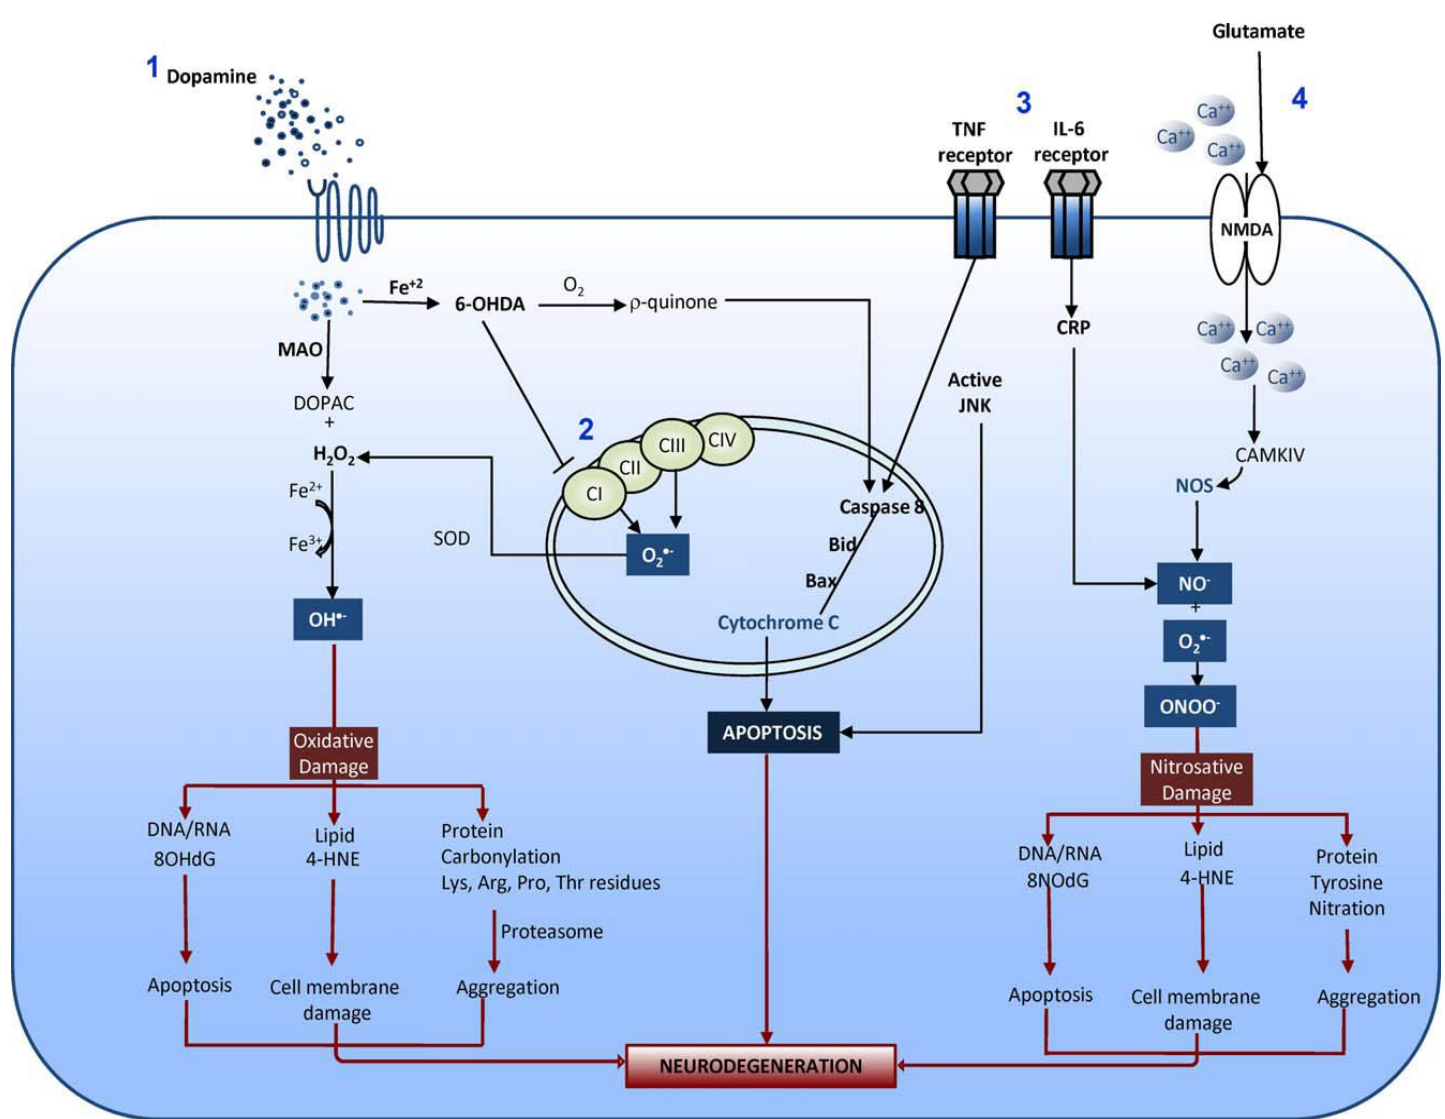 1 Dopamine
Glutamate
4
Ca⁺⁺
Ca⁺⁺
Ca⁺⁺
3
TNF
receptor
IL-6
receptor
NMDA
Fe⁺²
6-OHDA
O₂
ρ-quinone
MAO
DOPAC
+
H₂O₂
Fe²⁺
Fe³⁺
OH•-
SOD
2
CI
CII
CIII
CIV
O₂•-
Caspase 8
Bid
Bax
Cytochrome C
Active
JNK
APOPTOSIS
CRP
Ca⁺⁺
Ca⁺⁺
Ca⁺⁺
Ca⁺⁺
CAMKIV
NOS
NO⁻
+
O₂•-
ONOO⁻
Oxidative
Damage
DNA/RNA
8OHdG
Lipid
4-HNE
Protein
Carbonylation
Lys, Arg, Pro, Thr residues
Proteasome
Apoptosis
Cell membrane
damage
Aggregation
Nitrosative
Damage
DNA/RNA
8NOdG
Lipid
4-HNE
Protein
Tyrosine
Nitration
Apoptosis
Cell membrane
damage
Aggregation
NEURODEGENERATION